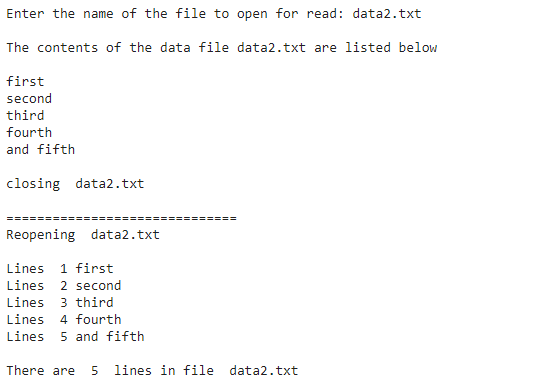 Enter the name of the file to open for read: data2.txt
The contents of the data file data2.txt are listed below
first
second
third
fourth
and fifth
closing  data2.txt
==============================
Reopening  data2.txt
Lines  1 first
Lines  2 second
Lines  3 third
Lines  4 fourth
Lines  5 and fifth
There are  5  lines in file  data2.txt